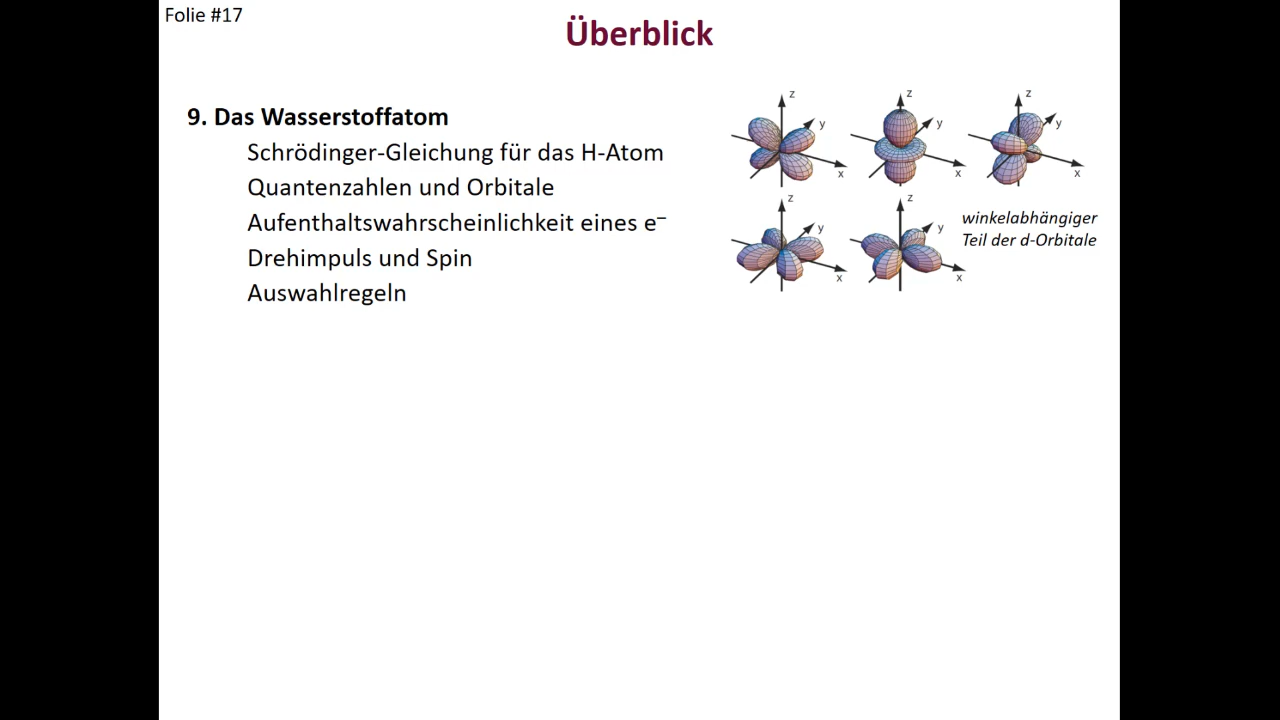 Folie #17
Überblick
9. Das Wasserstoffatom
Schrödinger-Gleichung für das H-Atom
Quantenzahlen und Orbitale
Aufenthaltswahrscheinlichkeit eines e⁻
Drehimpuls und Spin
Auswahlregeln
z y x
z y x
z y x
z y x
z y x
winkelabhängiger
Teil der d-Orbitale